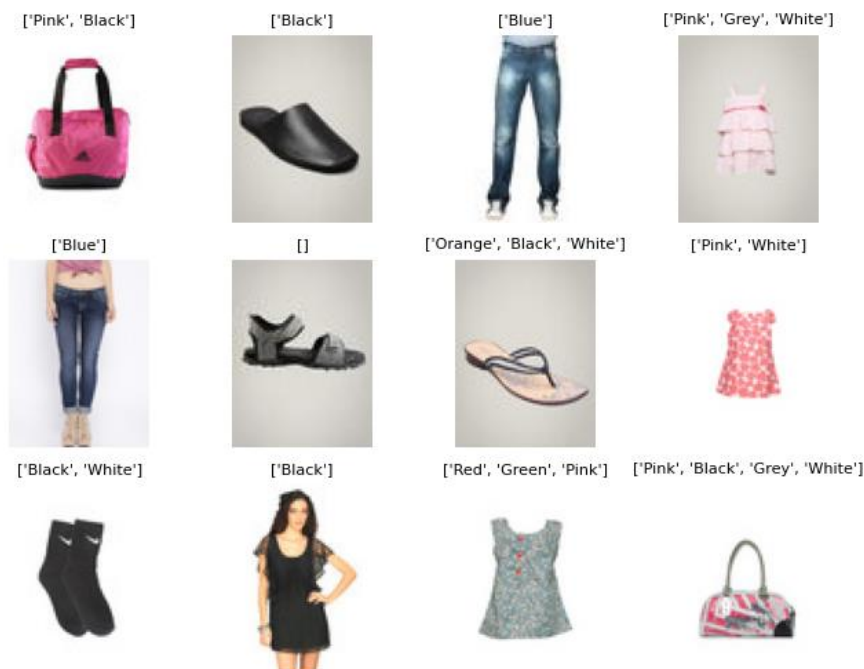 ['Pink', 'Black']
['Black']
['Blue']
['Pink', 'Grey', 'White']
['Blue']
[]
['Orange', 'Black', 'White']
['Pink', 'White']
['Black', 'White']
['Black']
['Red', 'Green', 'Pink']
['Pink', 'Black', 'Grey', 'White']